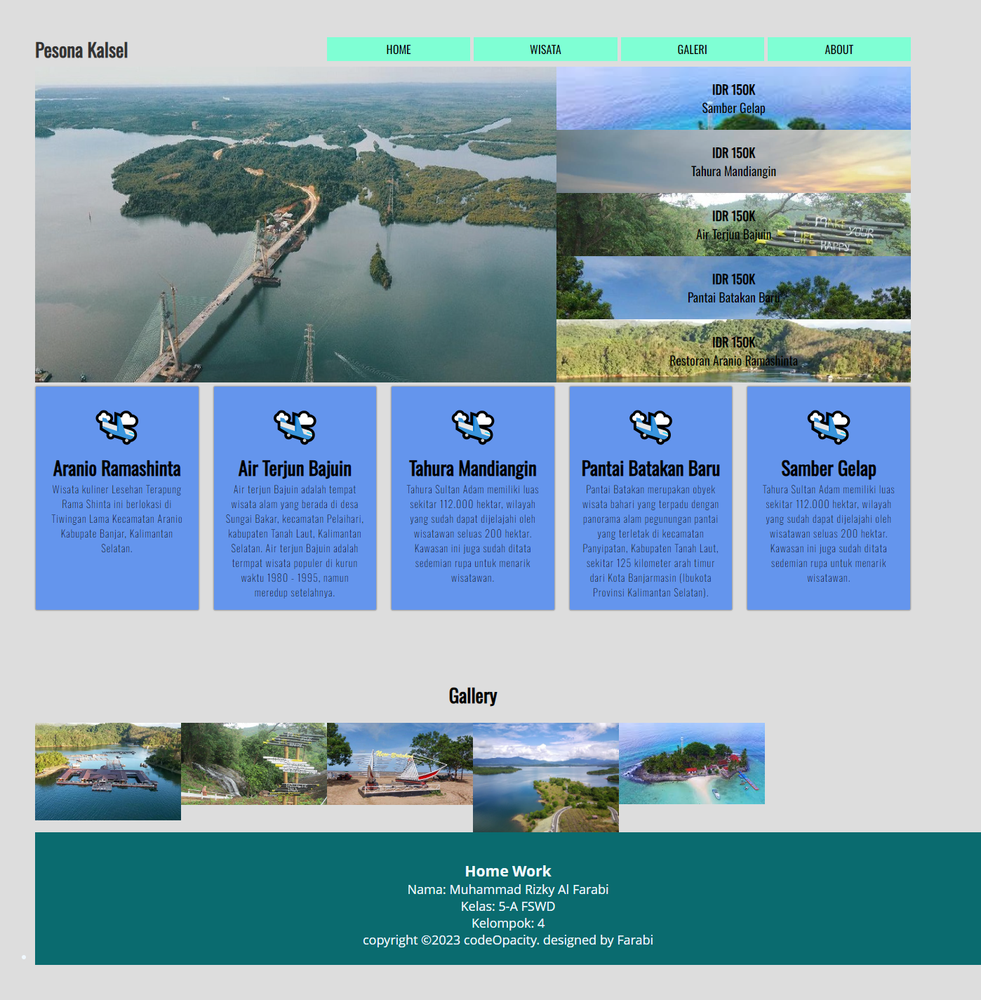 Pesona Kalsel
HOME
WISATA
GALERI
ABOUT
IDR 150K
Samber Gelap
IDR 150K
Tahura Mandiangin
IDR 150K
Air Terjun Bajuin
MAKE
YOUR
LIFE
HAPPY
IDR 150K
Pantai Batakan Baru
IDR 150K
Restoran Aranio Ramashinta
Aranio Ramashinta
Wisata kuliner Lesehan Terapung
Rama Shinta ini berlokasi di
Tiwingan Lama Kecamatan Aranio
Kabupate Banjar, Kalimantan
Selatan.
Air Terjun Bajuin
Air terjun Bajuin adalah tempat
wisata alam yang berada di desa
Sungai Bakar, kecamatan Pelaihari,
kabupaten Tanah Laut, Kalimantan
Selatan. Air terjun Bajuin adalah
termpat wisata populer di kurun
waktu 1980 - 1995, namun
meredup setelahnya.
Tahura Mandiangin
Tahura Sultan Adam memiliki luas
sekitar 112.000 hektar, wilayah
yang sudah dapat dijelajahi oleh
wisatawan seluas 200 hektar.
Kawasan ini juga sudah ditata
sedemian rupa untuk menarik
wisatawan.
Pantai Batakan Baru
Pantai Batakan merupakan obyek
wisata bahari yang terpadu dengan
panorama alam pegunungan pantai
yang terletak di kecamatan
Panyipatan, Kabupaten Tanah Laut,
sekitar 125 kilometer arah timur
dari Kota Banjarmasin (Ibukota
Provinsi Kalimantan Selatan).
Samber Gelap
Tahura Sultan Adam memiliki luas
sekitar 112.000 hektar, wilayah
yang sudah dapat dijelajahi oleh
wisatawan seluas 200 hektar.
Kawasan ini juga sudah ditata
sedemian rupa untuk menarik
wisatawan.
Gallery
Home Work
Nama: Muhammad Rizky Al Farabi
Kelas: 5-A FSWD
Kelompok: 4
copyright ©2023 codeOpacity. designed by Farabi